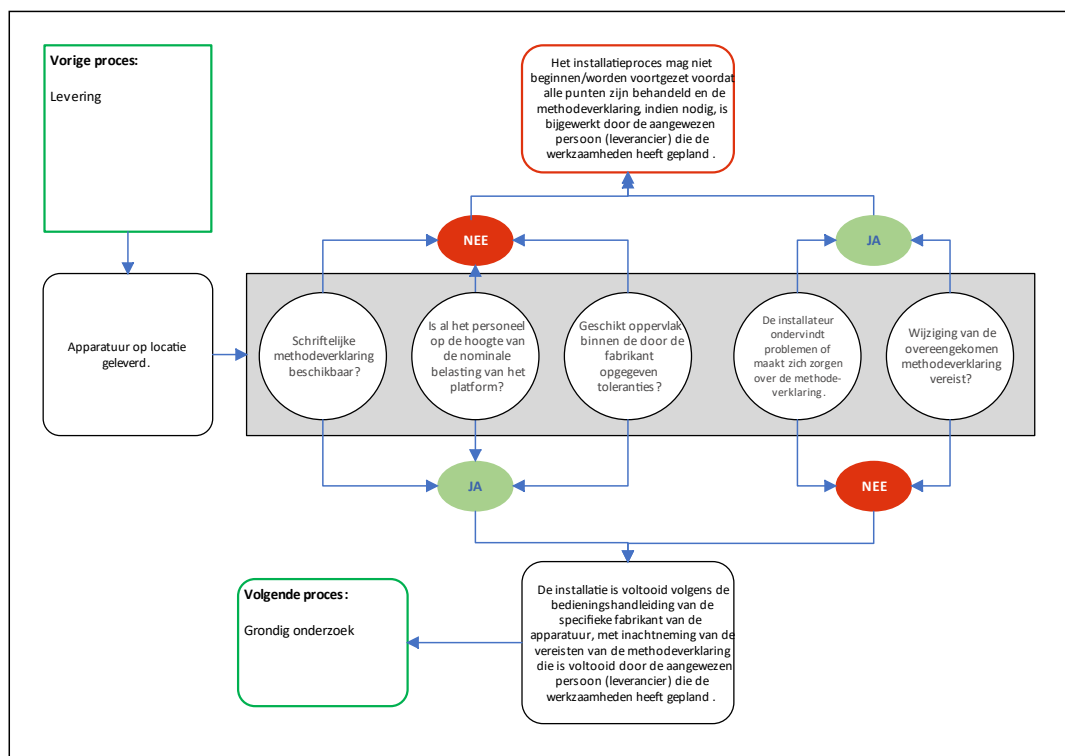 Vorige proces:
Levering
Het installatieproces mag niet
beginnen/worden voortgezet voordat
alle punten zijn behandeld en de
methodeverklaring, indien nodig, is
bijgewerkt door de aangewezen
persoon (leverancier) die de
werkzaamheden heeft gepland .
NEE
JA
Apparatuur op locatie
geleverd.
Schriftelijke
methodeverklaring
beschikbaar?
Is al het personeel
op de hoogte van
de nominale
belasting van het
platform?
Geschikt oppervlak
binnen de door de
fabrikant
opgegeven
toleranties?
De installateur
ondervindt
problemen of
maakt zich zorgen
over de methode-
verklaring.
Wijziging van de
overeengekomen
methodeverklaring
vereist?
JA
NEE
Volgende proces:
Grondig onderzoek
De installatie is voltooid volgens de
bedieningshandleiding van de
specifieke fabrikant van de
apparatuur, met inachtneming van de
vereisten van de methodeverklaring
die is voltooid door de aangewezen
persoon (leverancier) die de
werkzaamheden heeft gepland .